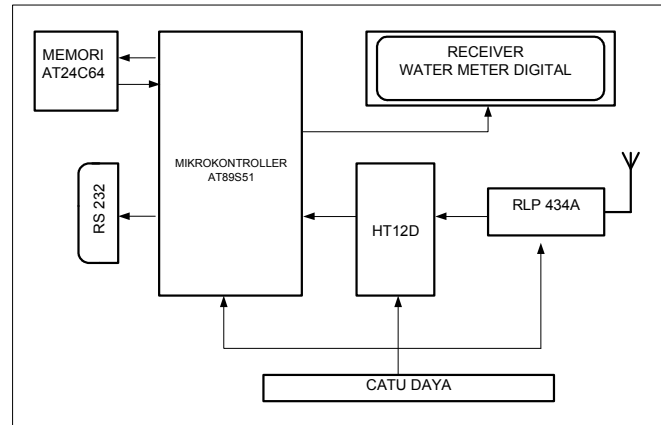 MEMORI
AT24C64
RECEIVER
WATER METER DIGITAL
MIKROKONTROLLER
AT89S51
RS 232
HT12D
RLP 434A
CATU DAYA